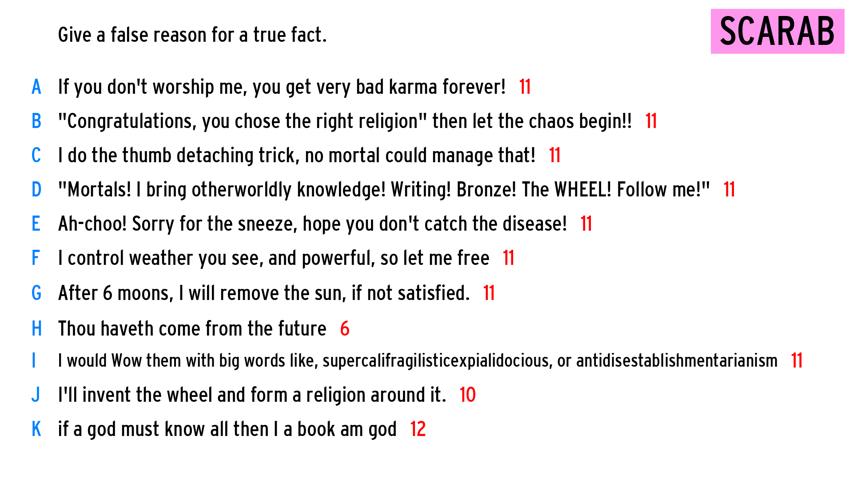 Give a false reason for a true fact.
SCARAB
A If you don't worship me, you get very bad karma forever! 11
B "Congratulations, you chose the right religion" then let the chaos begin!! 11
C I do the thumb detaching trick, no mortal could manage that! 11
D "Mortals! I bring otherworldly knowledge! Writing! Bronze! The WHEEL! Follow me!" 11
E Ah-choo! Sorry for the sneeze, hope you don't catch the disease! 11
F I control weather you see, and powerful, so let me free 11
G After 6 moons, I will remove the sun, if not satisfied. 11
H Thou haveth come from the future 6
I I would Wow them with big words like, supercalifragilisticexpialidocious, or antidisestablishmentarianism 11
J I'll invent the wheel and form a religion around it. 10
K if a god must know all then I a book am god 12